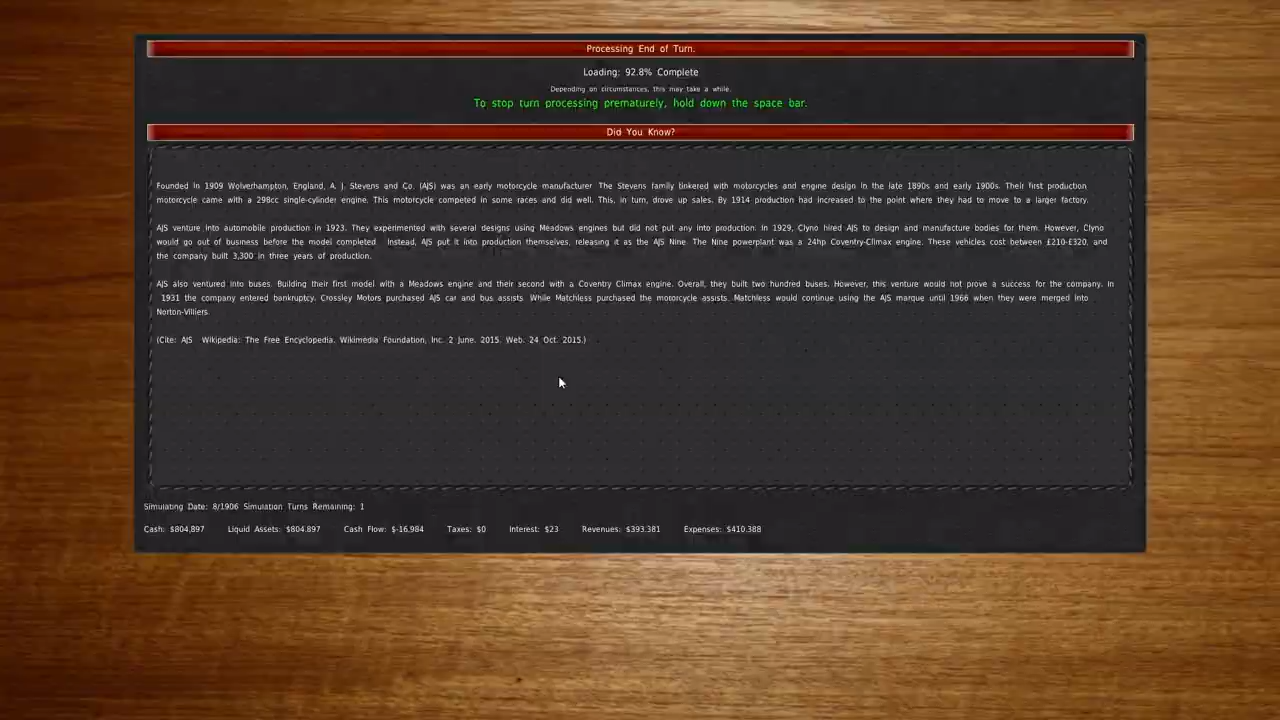 Processing End of Turn.
Loading: 92.8% Complete
Depending on circumstances, this may take a while.
To stop turn processing prematurely, hold down the space bar.
Did You Know?
Founded in 1909 Wolverhampton, England, A. J. Stevens and Co. (AJS) was an early motorcycle manufacturer The Stevens family tinkered with motorcycles and engine design in the late 1890s and early 1900s. Their first production
motorcycle came with a 298cc single-cylinder engine. This motorcycle competed in some races and did well. This, in turn, drove up sales. By 1914 production had increased to the point where they had to move to a larger factory.
AJS venture into automobile production in 1923. They experimented with several designs using Meadows engines but did not put any into production. In 1929, Clyno hired AJS to design and manufacture bodies for them. However, Clyno
would go out of business before the model completed Instead, AJS put it into production themselves, releasing it as the AJS Nine. The Nine powerplant was a 24hp Coventry-Climax engine. These vehicles cost between £210-£320, and
the company built 3,300 in three years of production.
AJS also ventured into buses. Building their first model with a Meadows engine and their second with a Coventry Climax engine. Overall, they built two hundred buses. However, this venture would not prove a success for the company. In
1931 the company entered bankruptcy. Crossley Motors purchased AJS car and bus assists While Matchless purchased the motorcycle assists. Matchless would continue using the AJS marque until 1966 when they were merged into
Norton-Villiers.
(Cite: AJS Wikipedia: The Free Encyclopedia. Wikimedia Foundation, Inc. 2 June. 2015. Web. 24 Oct. 2015.)
Simulating Date: 8/1906 Simulation Turns Remaining: 1
Cash: $804,897 Liquid Assets: $804,897 Cash Flow: $-16,984 Taxes: $0 Interest: $23 Revenues: $393,381 Expenses: $410,388